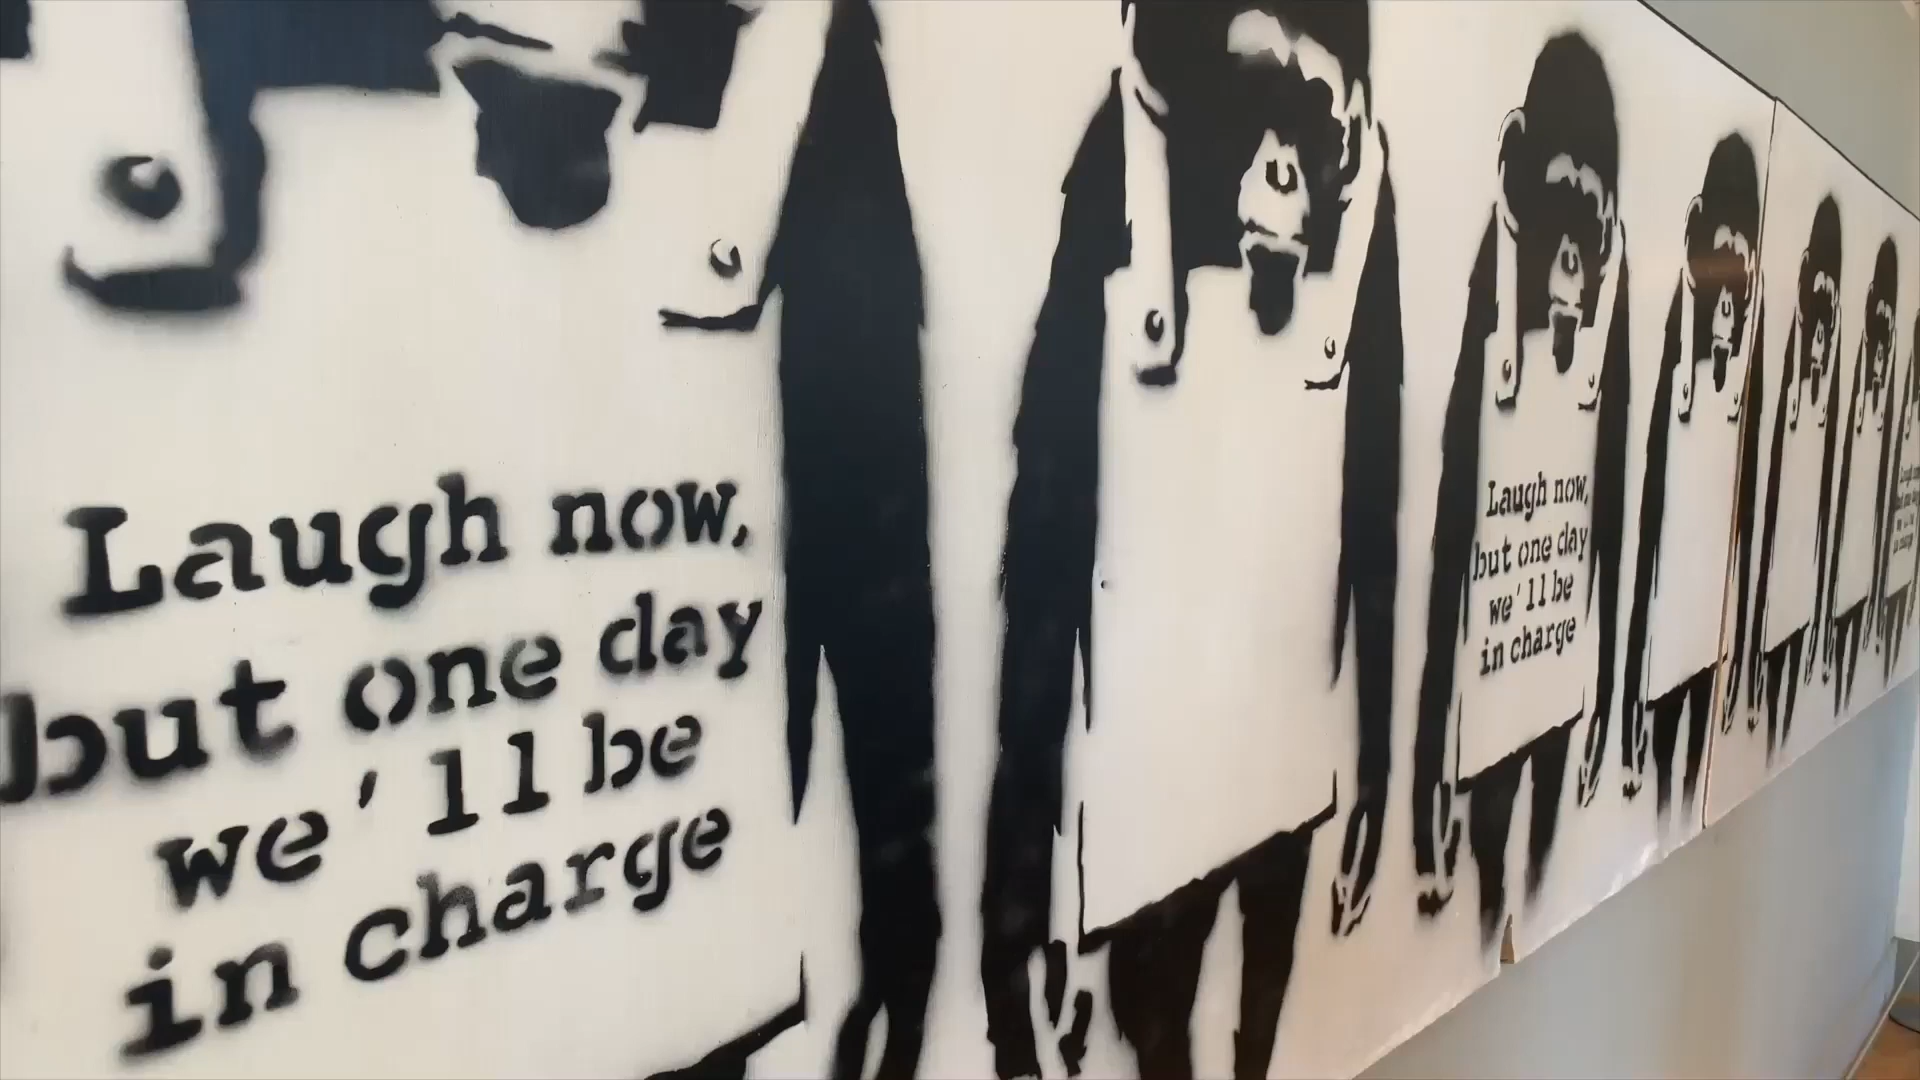 Laugh now,
but one day
we'll be
in charge
Laugh now,
but one day
we'll be
in charge